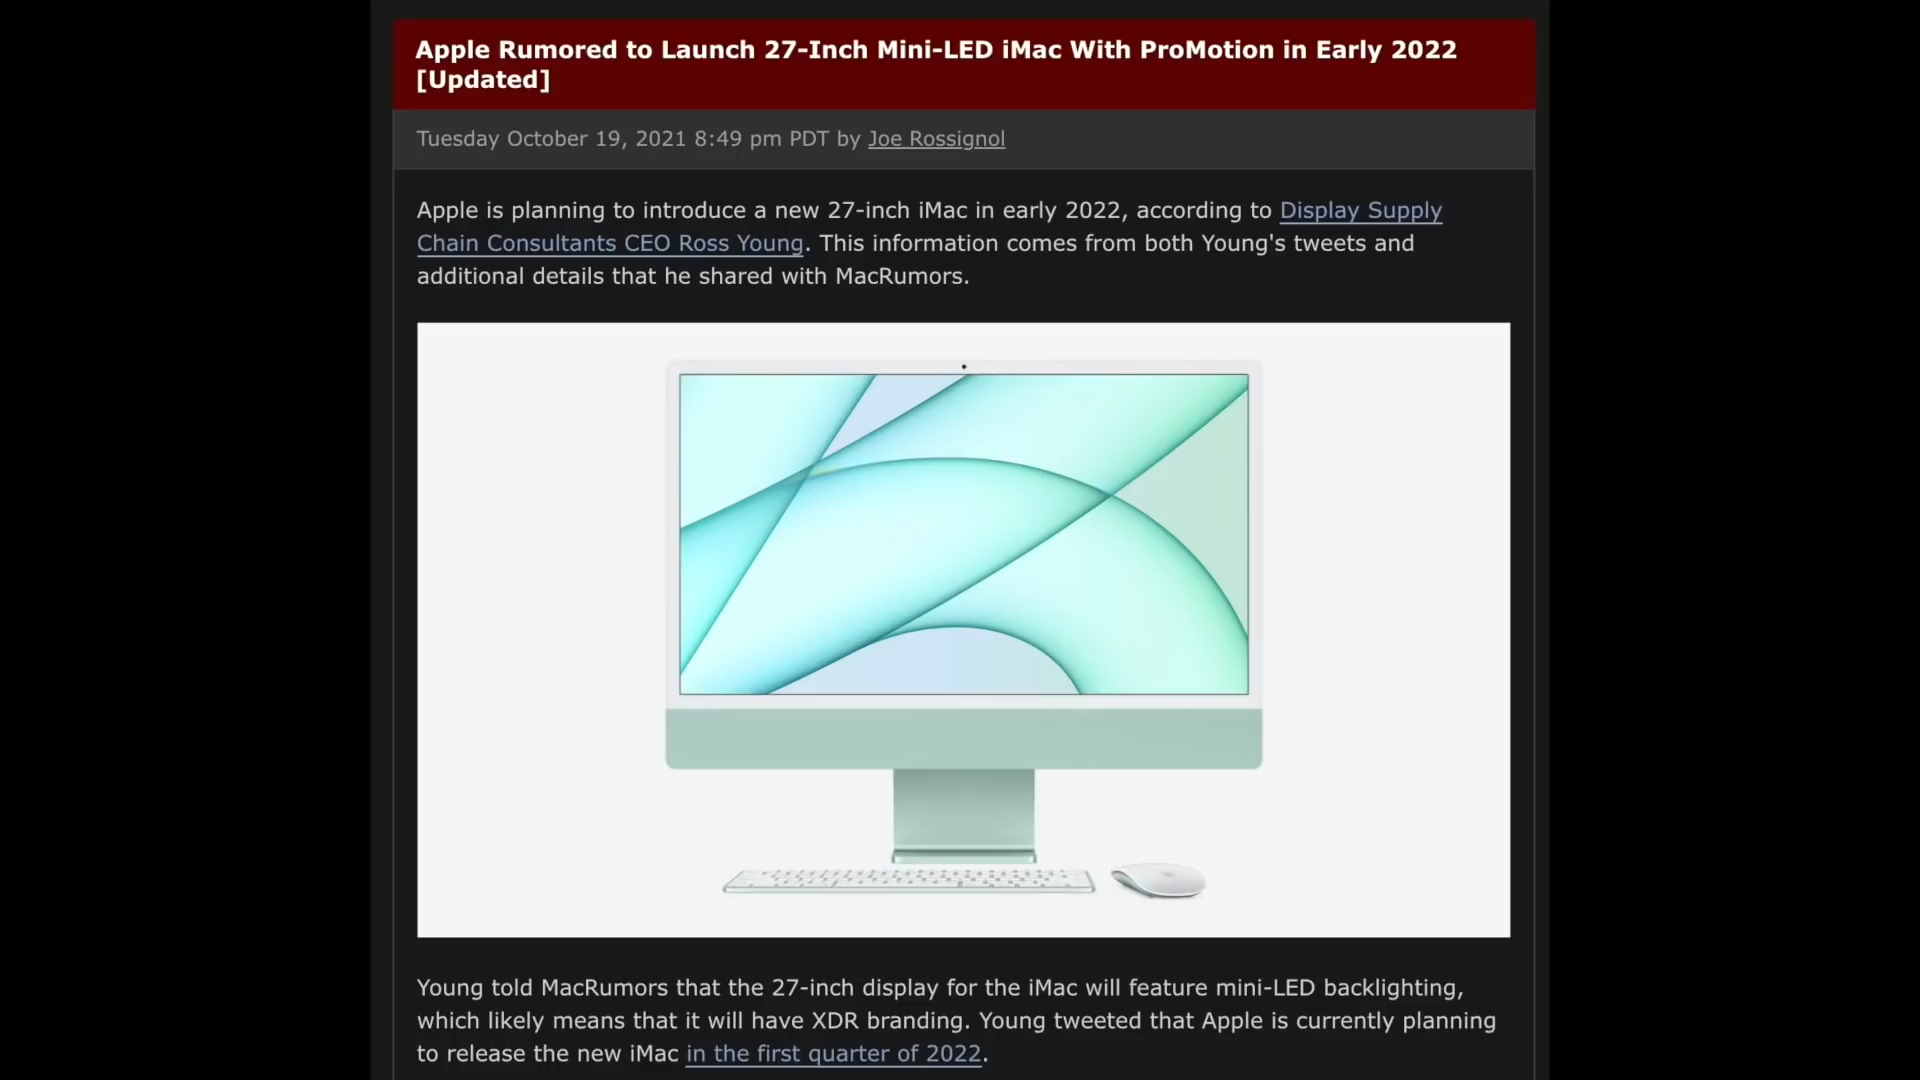 Apple Rumored to Launch 27-Inch Mini-LED iMac With ProMotion in Early 2022
[Updated]
Tuesday October 19, 2021 8:49 pm PDT by Joe Rossignol
Apple is planning to introduce a new 27-inch iMac in early 2022, according to Display Supply
Chain Consultants CEO Ross Young. This information comes from both Young's tweets and
additional details that he shared with MacRumors.
Young told MacRumors that the 27-inch display for the iMac will feature mini-LED backlighting,
which likely means that it will have XDR branding. Young tweeted that Apple is currently planning
to release the new iMac in the first quarter of 2022.